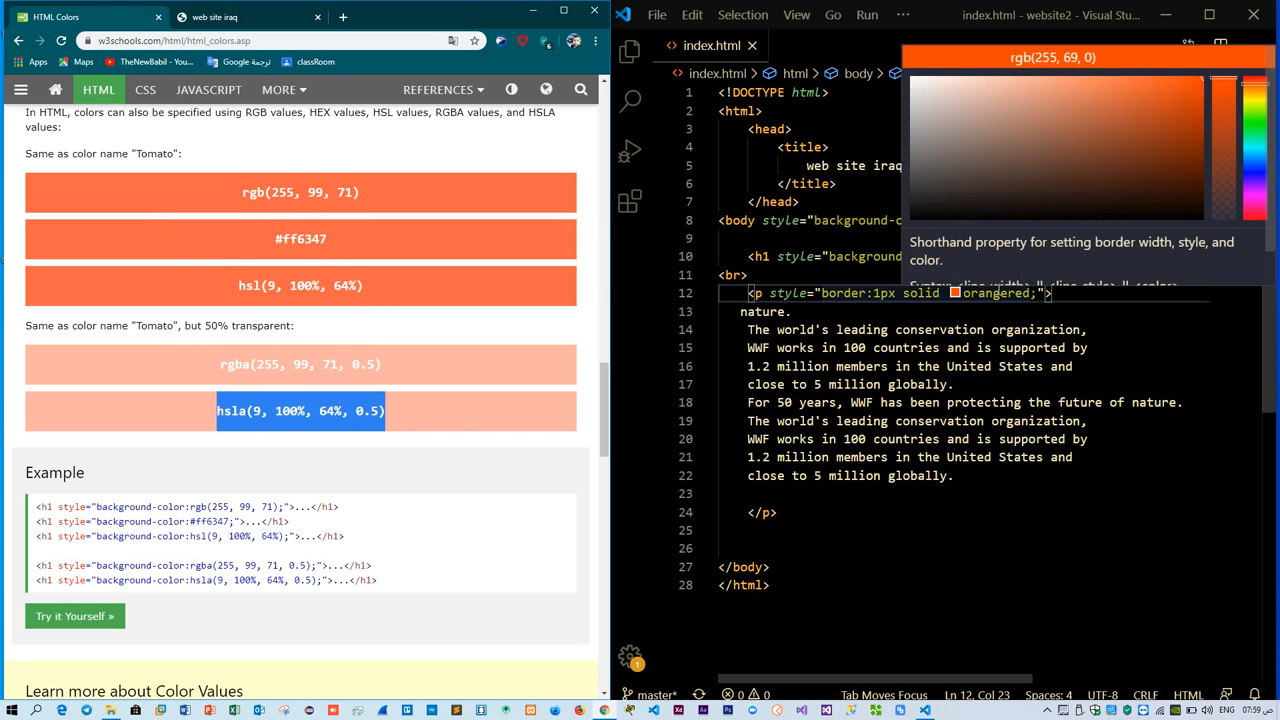 HTML Colors
web site iraq
w3schools.com/html/html_colors.asp
Apps
Maps
TheNewBabil - You...
ترجمة Google
classRoom
HTML
CSS
JAVASCRIPT
MORE
REFERENCES
In HTML, colors can also be specified using RGB values, HEX values, HSL values, RGBA values, and HSLA
values:
Same as color name "Tomato":
rgb(255, 99, 71)
#ff6347
hsl(9, 100%, 64%)
Same as color name "Tomato", but 50% transparent:
rgba(255, 99, 71, 0.5)
hsla(9, 100%, 64%, 0.5)
Example
<h1 style="background-color:rgb(255, 99, 71);">...</h1>
<h1 style="background-color:#ff6347;">...</h1>
<h1 style="background-color:hsl(9, 100%, 64%);">...</h1>
<h1 style="background-color:rgba(255, 99, 71, 0.5);">...</h1>
<h1 style="background-color:hsla(9, 100%, 64%, 0.5);">...</h1>
Try it Yourself »
Learn more about Color Values
File Edit Selection View Go Run ··· index.html - website2 - Visual Stu...
index.html
index.html > html > body >
rgb(255, 69, 0)
1 <!DOCTYPE html>
2 <html>
3 <head>
4 <title>
5 web site iraq
6 </title>
7 </head>
8 <body style="background-c
9
10 <h1 style="background
11 <br>
12 <p style="border:1px solid orangered;">
13 nature.
14 The world's leading conservation organization,
15 WWF works in 100 countries and is supported by
16 1.2 million members in the United States and
17 close to 5 million globally.
18 For 50 years, WWF has been protecting the future of nature.
19 The world's leading conservation organization,
20 WWF works in 100 countries and is supported by
21 1.2 million members in the United States and
22 close to 5 million globally.
23
24 </p>
25
26
27 </body>
28 </html>
Shorthand property for setting border width, style, and
color.
master*
0 0
Tab Moves Focus
Ln 12, Col 23
Spaces: 4
UTF-8
CRLF
HTML
ENG
07:59 ص